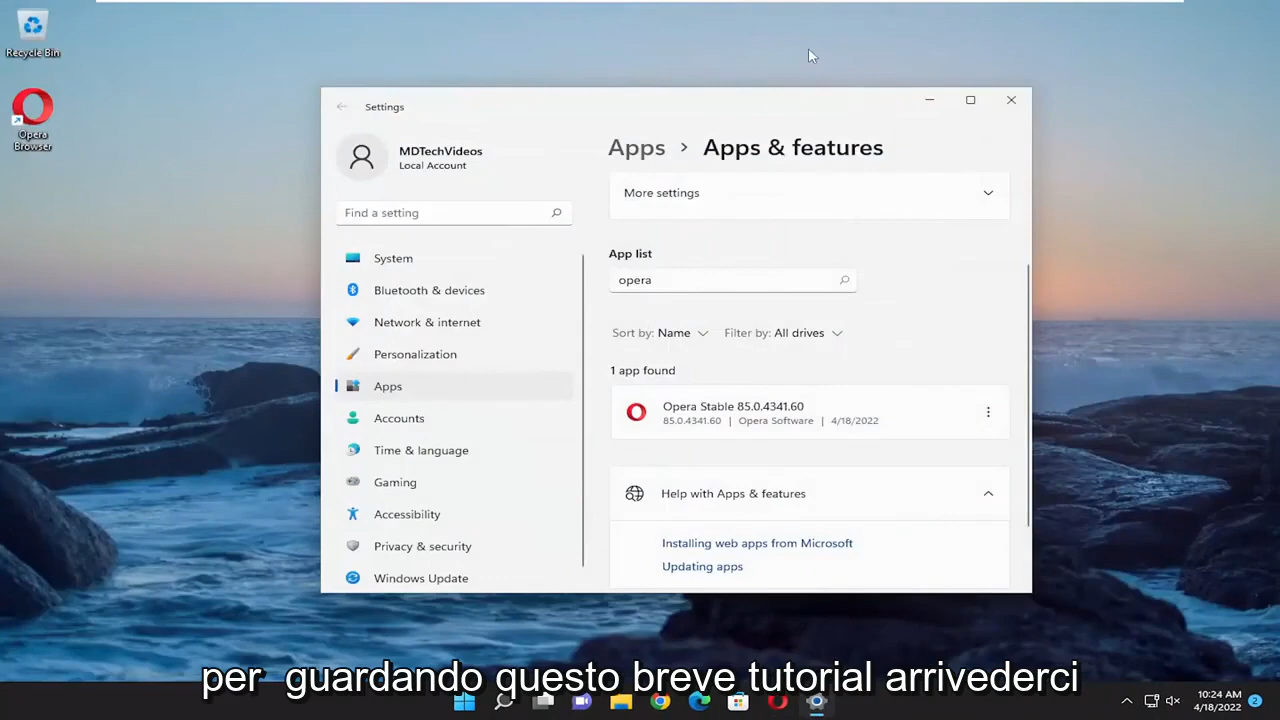 Recycle Bin
Opera
Browser
Settings
MDTechVideos
Local Account
Find a setting
System
Bluetooth & devices
Network & internet
Personalization
Apps
Accounts
Time & language
Gaming
Accessibility
Privacy & security
Windows Update
Apps > Apps & features
More settings
App list
opera
Sort by: Name Filter by: All drives
1 app found
Opera Stable 85.0.4341.60
85.0.4341.60 | Opera Software | 4/18/2022
Help with Apps & features
Installing web apps from Microsoft
Updating apps
per guardando questo breve tutorial arrivederci
10:24 AM
4/18/2022
2